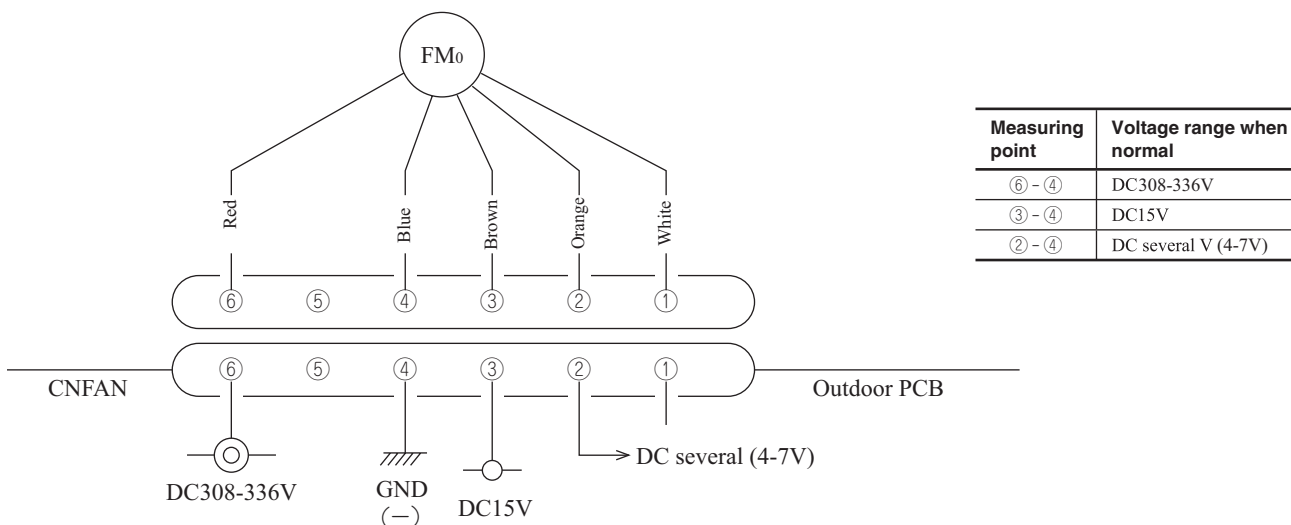 FM₀
Red
Blue
Brown
Orange
White
⑥ ⑤ ④ ③ ② ①
⑥ ⑤ ④ ③ ② ①
CNFAN
Outdoor PCB
DC308-336V
GND
(−)
DC15V
DC several (4-7V)
Measuring point
Voltage range when normal
⑥ - ④ DC308-336V
③ - ④ DC15V
② - ④ DC several V (4-7V)